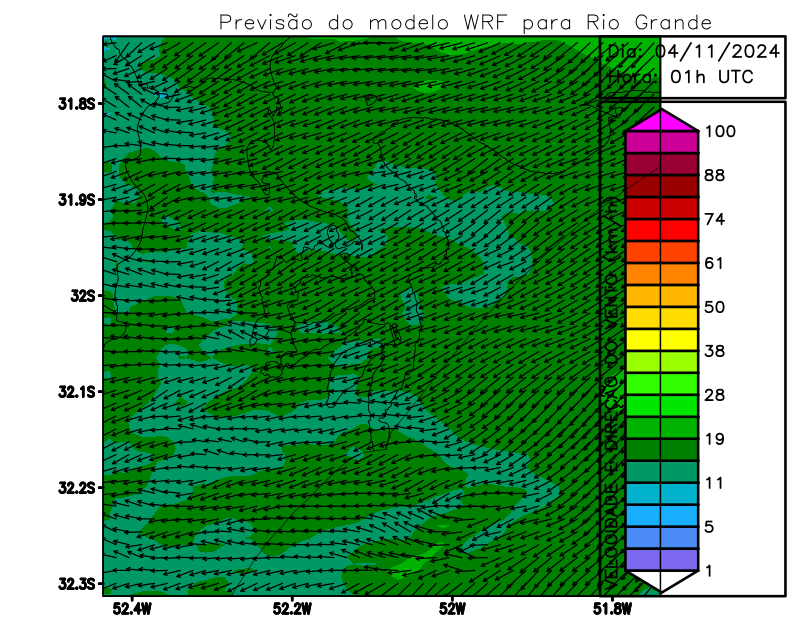 Previsão do modelo WRF para Rio Grande
Dia: 04/11/2024
Hora: 01h UTC
31.8S
31.9S
32S
32.1S
32.2S
32.3S
52.4W
52.2W
52W
51.8W
VELOCIDADE E DIREÇÃO DO VENTO (km/h)
100
88
74
61
50
38
28
19
11
5
1